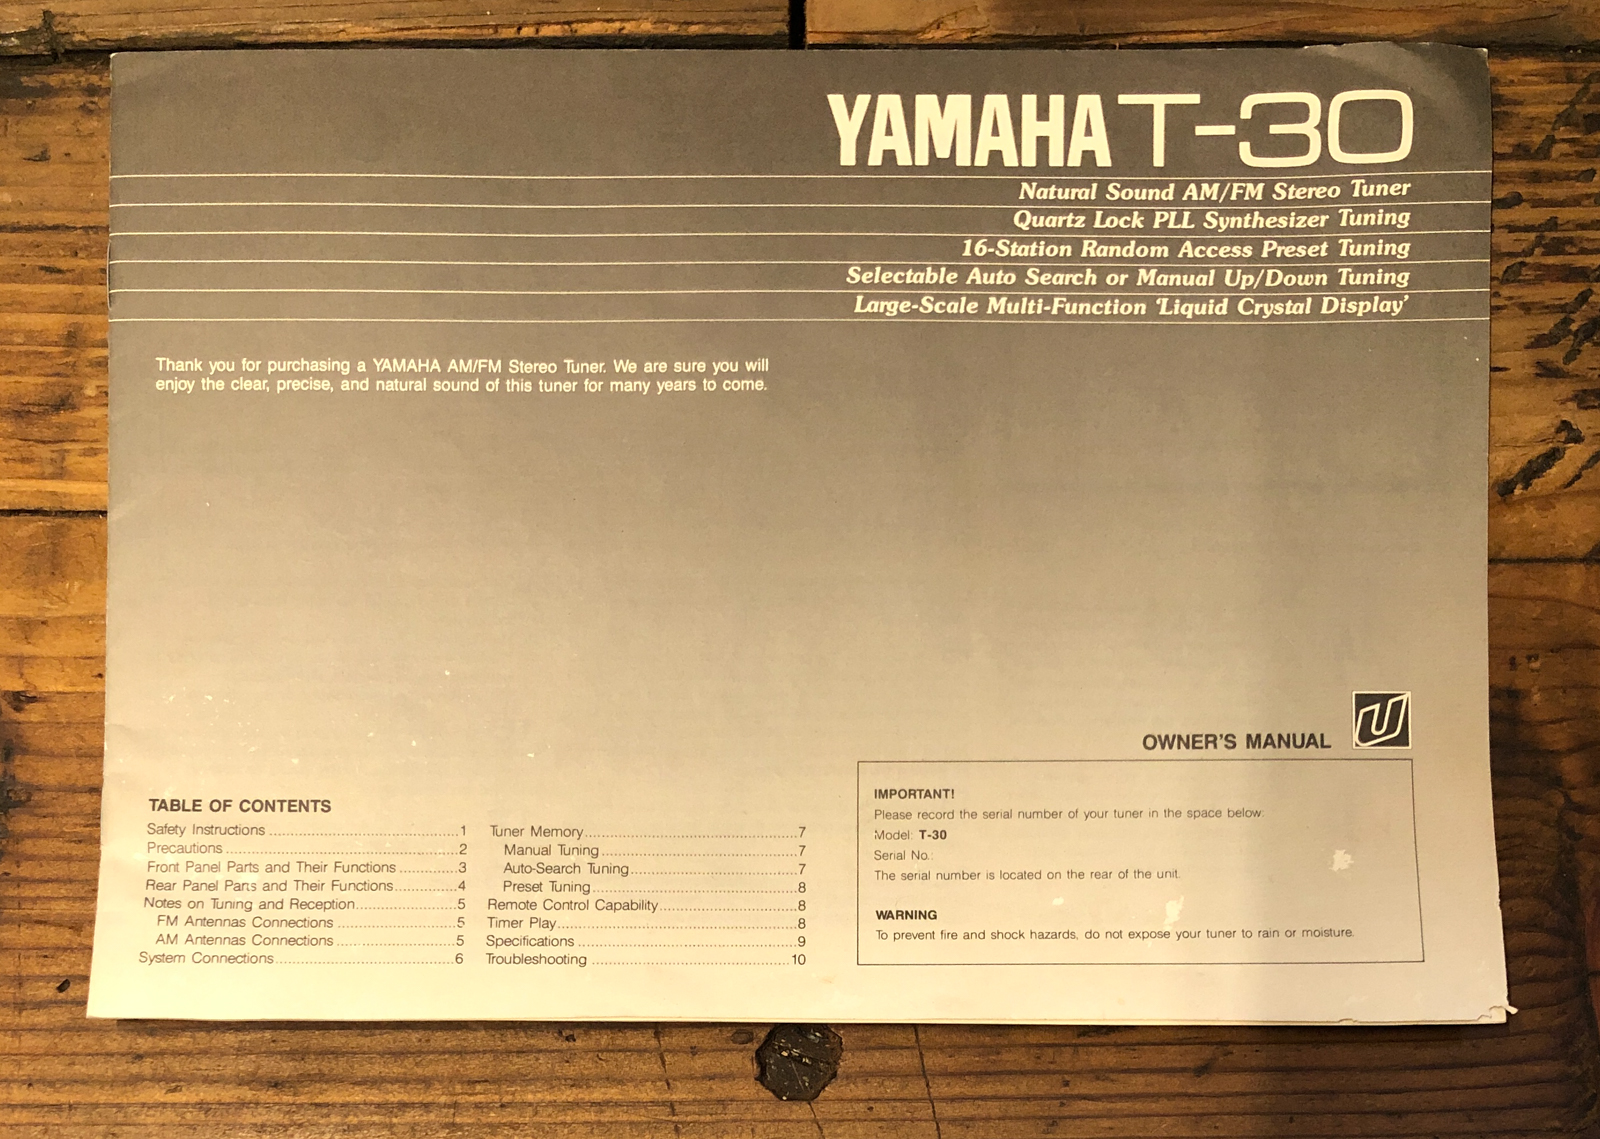 YAMAHA T-30
Natural Sound AM/FM Stereo Tuner
Quartz Lock PLL Synthesizer Tuning
16-Station Random Access Preset Tuning
Selectable Auto Search or Manual Up/Down Tuning
Large-Scale Multi-Function ‘Liquid Crystal Display’
Thank you for purchasing a YAMAHA AM/FM Stereo Tuner. We are sure you will
enjoy the clear, precise, and natural sound of this tuner for many years to come.
TABLE OF CONTENTS
Safety Instructions ..... 1
Precautions ..... 2
Front Panel Parts and Their Functions ..... 3
Rear Panel Parts and Their Functions ..... 4
Notes on Tuning and Reception ..... 5
FM Antennas Connections ..... 5
AM Antennas Connections ..... 5
System Connections ..... 6
Tuner Memory ..... 7
Manual Tuning ..... 7
Auto-Search Tuning ..... 7
Preset Tuning ..... 8
Remote Control Capability ..... 8
Timer Play ..... 8
Specifications ..... 9
Troubleshooting ..... 10
OWNER'S MANUAL
U
IMPORTANT!
Please record the serial number of your tuner in the space below:
Model: T-30
Serial No.:
The serial number is located on the rear of the unit.
WARNING
To prevent fire and shock hazards, do not expose your tuner to rain or moisture.